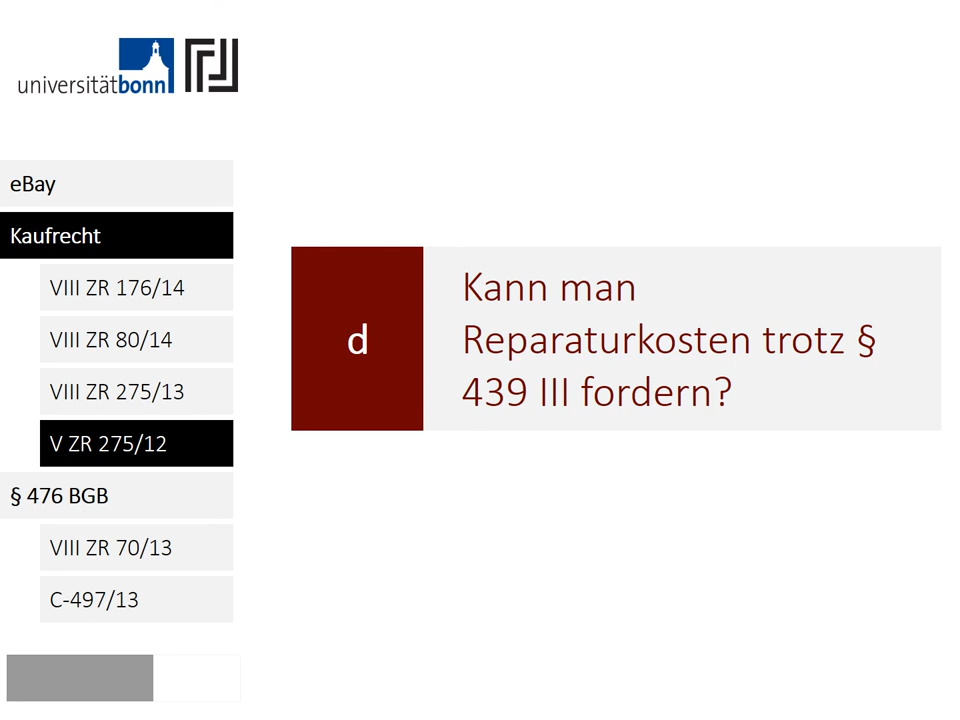 universitätbonn
eBay
Kaufrecht
VIII ZR 176/14
VIII ZR 80/14
VIII ZR 275/13
V ZR 275/12
§ 476 BGB
VIII ZR 70/13
C-497/13
d
Kann man
Reparaturkosten trotz §
439 III fordern?